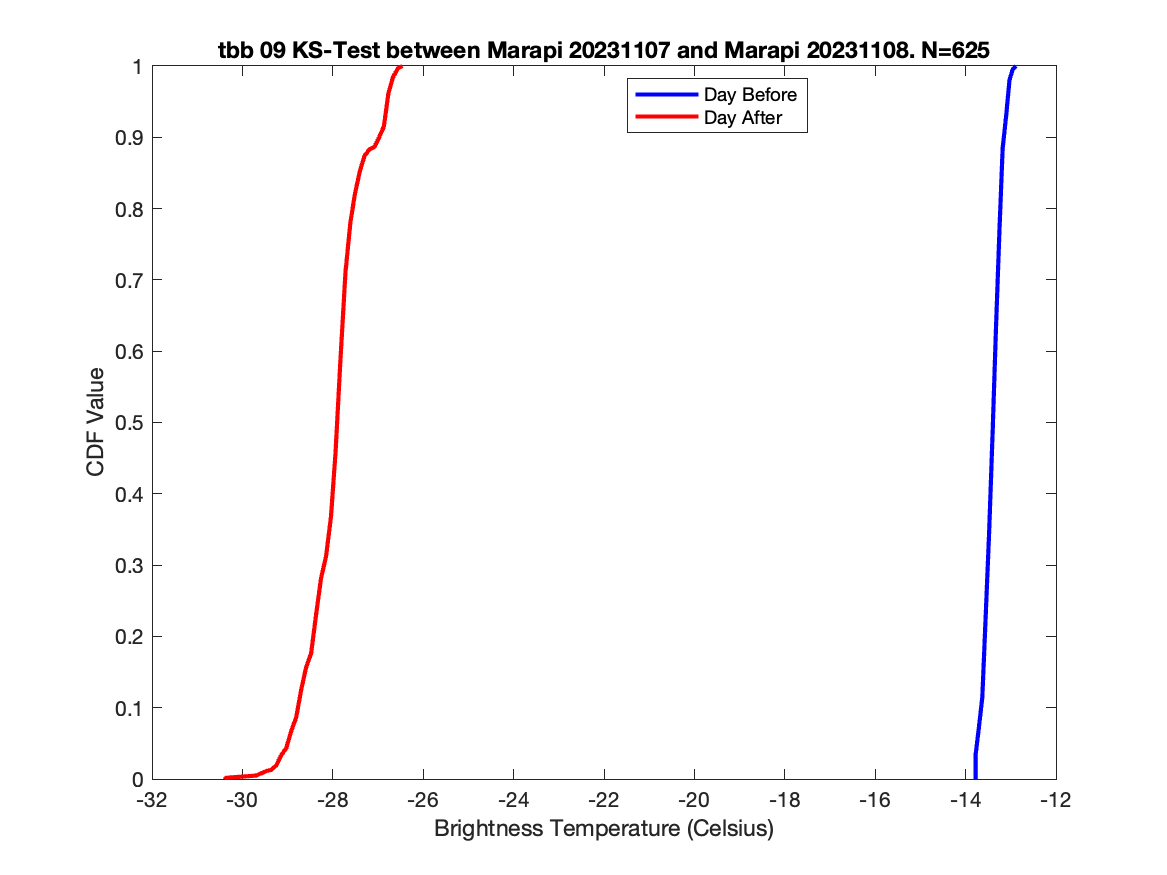 tbb 09 KS-Test between Marapi 20231107 and Marapi 20231108. N=625
Day Before
Day After
1
0.9
0.8
0.7
0.6
0.5
0.4
0.3
0.2
0.1
0
CDF Value
-32 -30 -28 -26 -24 -22 -20 -18 -16 -14 -12
Brightness Temperature (Celsius)